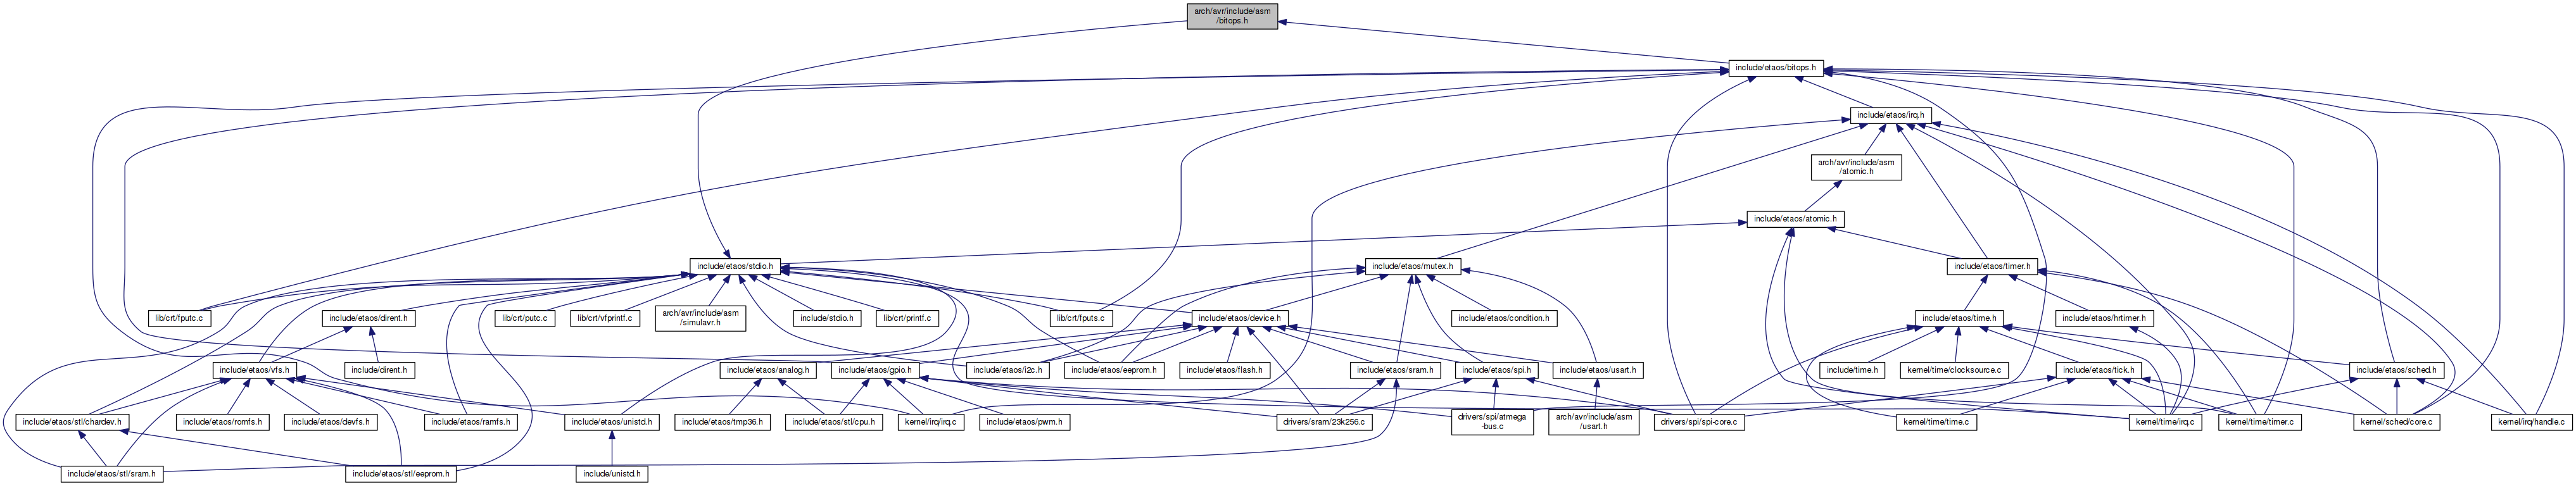 arch/avr/include/asm
/bitops.h
include/etaos/bitops.h
include/etaos/irq.h
arch/avr/include/asm
/atomic.h
include/etaos/atomic.h
include/etaos/stdio.h
include/etaos/mutex.h
include/etaos/timer.h
lib/crt/fputc.c
include/etaos/dirent.h
lib/crt/putc.c
lib/crt/vfprintf.c
arch/avr/include/asm
/simulavr.h
include/stdio.h
lib/crt/printf.c
lib/crt/fputs.c
include/etaos/device.h
include/etaos/condition.h
include/etaos/time.h
include/etaos/hrtimer.h
include/etaos/vfs.h
include/dirent.h
include/etaos/analog.h
include/etaos/gpio.h
include/etaos/i2c.h
include/etaos/eeprom.h
include/etaos/flash.h
include/etaos/sram.h
include/etaos/spi.h
include/etaos/usart.h
include/time.h
kernel/time/clocksource.c
include/etaos/tick.h
include/etaos/sched.h
include/etaos/stl/chardev.h
include/etaos/romfs.h
include/etaos/devfs.h
include/etaos/ramfs.h
include/etaos/unistd.h
include/etaos/tmp36.h
include/etaos/stl/cpu.h
kernel/irq/irq.c
include/etaos/pwm.h
drivers/sram/23k256.c
drivers/spi/atmega
-bus.c
arch/avr/include/asm
/usart.h
drivers/spi/spi-core.c
kernel/time/time.c
kernel/time/irq.c
kernel/time/timer.c
kernel/sched/core.c
kernel/irq/handle.c
include/etaos/stl/sram.h
include/etaos/stl/eeprom.h
include/unistd.h